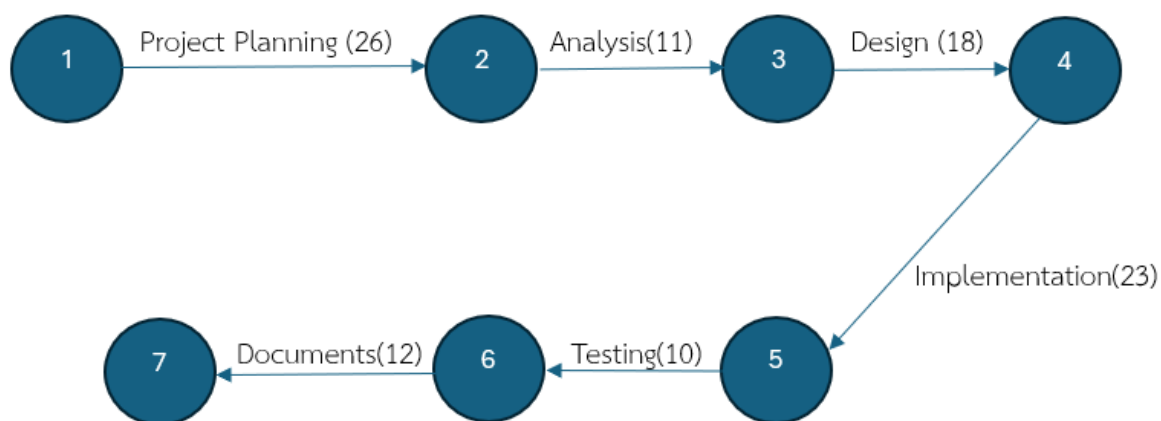 1
Project Planning (26)
2
Analysis(11)
3
Design (18)
4
Implementation(23)
5
Testing(10)
6
Documents(12)
7